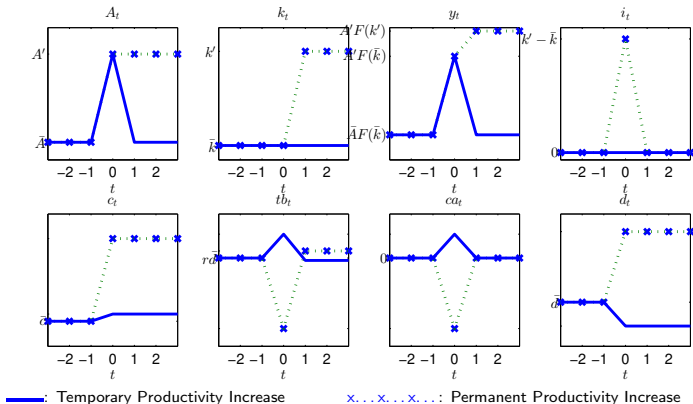 A_t
k_t
y_t
i_t
A′
Ā
k′
k̄
A′F(k′)
A′F(k̄)
ĀF(k̄)
k′ − k̄
0
−2 −1 0 1 2
−2 −1 0 1 2
−2 −1 0 1 2
−2 −1 0 1 2
t
t
t
t
c_t
tb_t
ca_t
d_t
c̄
rd̄
0
d̄
−2 −1 0 1 2
−2 −1 0 1 2
−2 −1 0 1 2
−2 −1 0 1 2
t
t
t
t
: Temporary Productivity Increase
x...x...x...: Permanent Productivity Increase